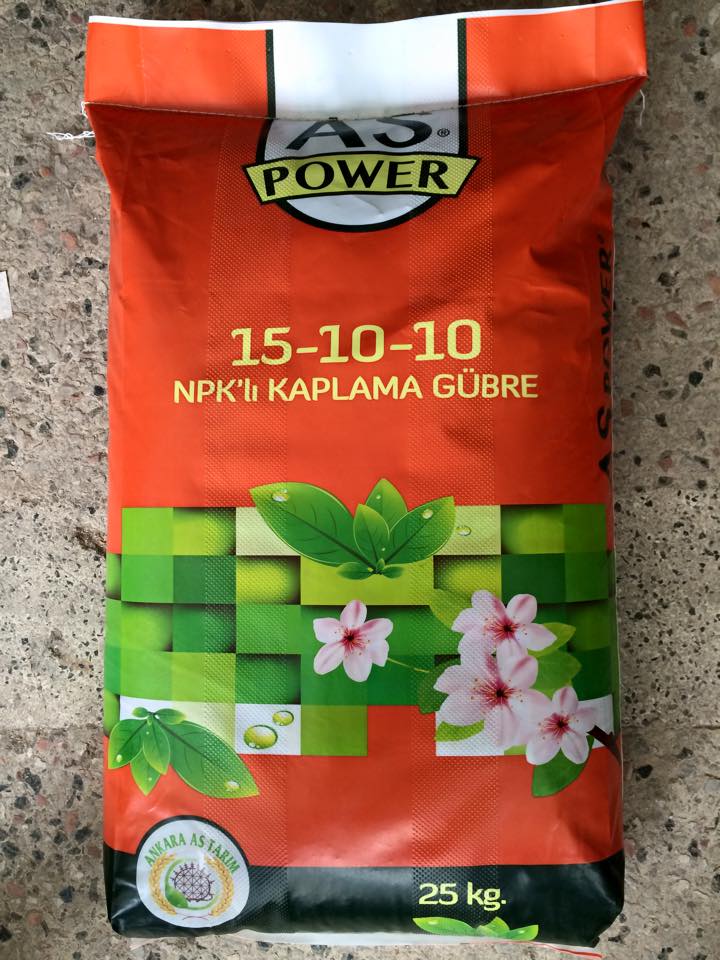 AS®
POWER
15-10-10
NPK'lı KAPLAMA GÜBRE
AS POWER
ANKARA AS TARIM
25 kg.